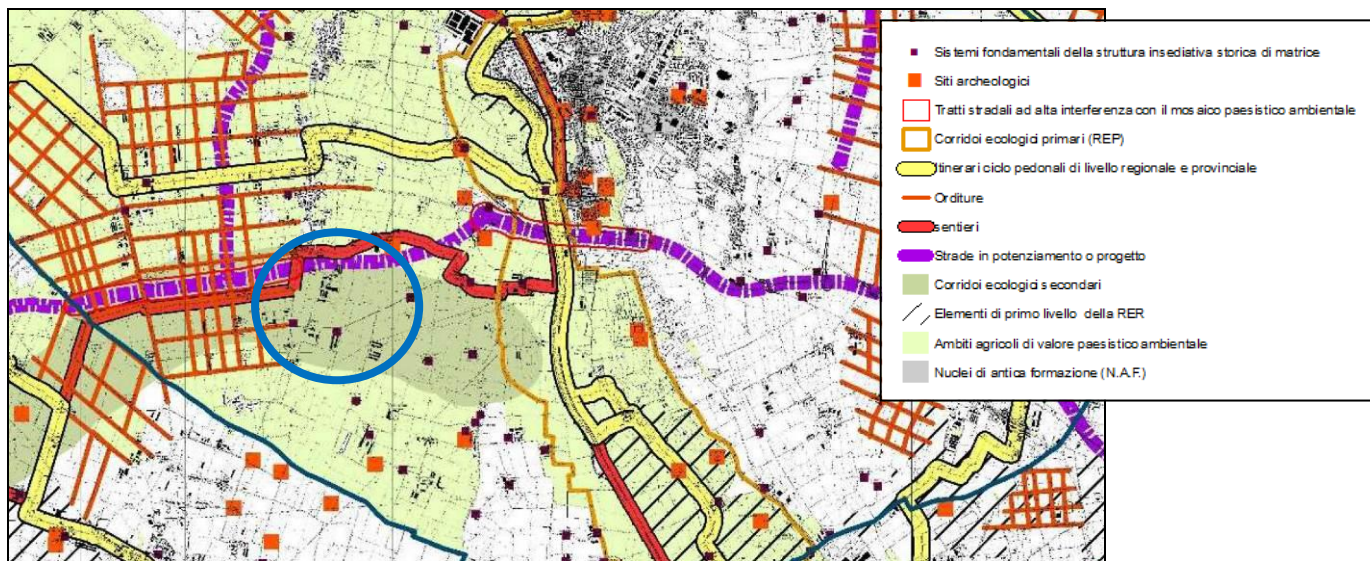 Sistemi fondamentali della struttura insediativa storica di matrice
Siti archeologici
Tratti stradali ad alta interferenza con il mosaico paesistico ambientale
Corridoi ecologici primari (REP)
Itinerari ciclo pedonali di livello regionale e provinciale
Orditure
sentieri
Strade in potenziamento o progetto
Corridoi ecologici secondari
Elementi di primo livello della RER
Ambiti agricoli di valore paesistico ambientale
Nuclei di antica formazione (N.A.F.)